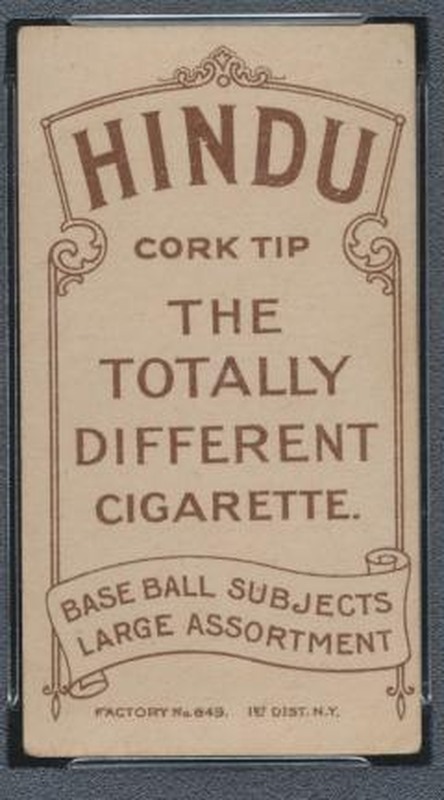 HINDU
CORK TIP
THE
TOTALLY
DIFFERENT
CIGARETTE.
BASE BALL SUBJECTS
LARGE ASSORTMENT
FACTORY No. 649. 1ST DIST. N.Y.